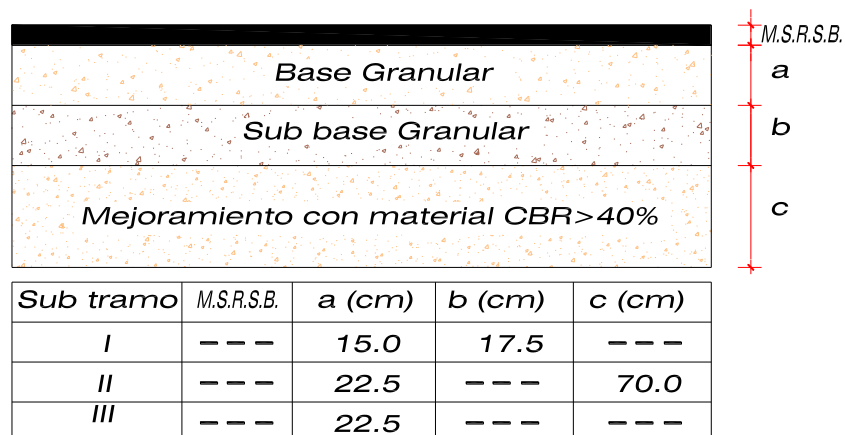 M.S.R.S.B.
Base Granular
a
Sub base Granular
b
Mejoramiento con material CBR>40%
c
Sub tramo M.S.R.S.B. a (cm) b (cm) c (cm)
I --- 15.0 17.5 ---
II --- 22.5 --- 70.0
III --- 22.5 --- ---